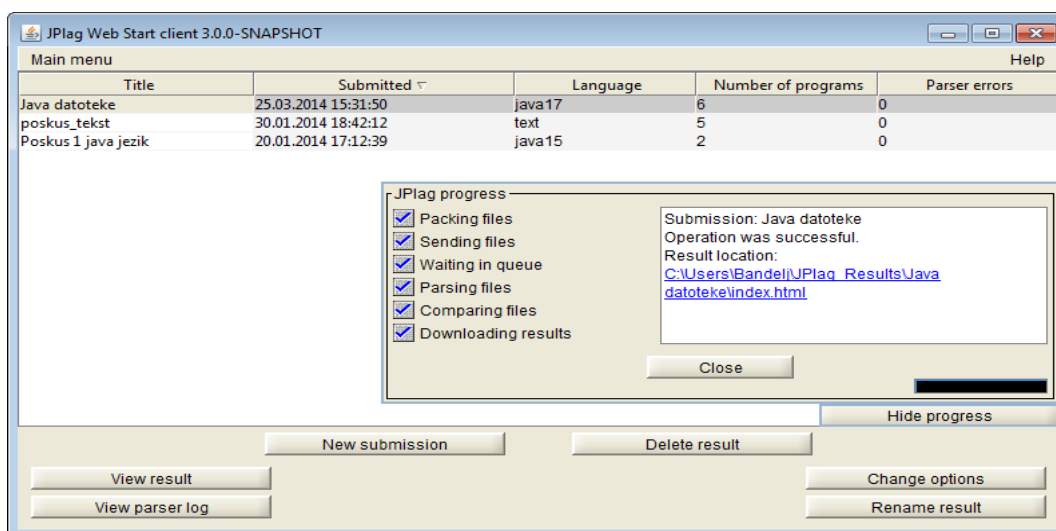 JPlag Web Start client 3.0.0-SNAPSHOT
Main menu Help
Title Submitted Language Number of programs Parser errors
Java datoteke 25.03.2014 15:31:50 java17 6 0
poskus_tekst 30.01.2014 18:42:12 text 5 0
Poskus 1 java jezik 20.01.2014 17:12:39 java15 2 0
JPlag progress
Packing files
Sending files
Waiting in queue
Parsing files
Comparing files
Downloading results
Submission: Java datoteke
Operation was successful.
Result location:
C:\Users\Bandelj\JPlag_Results\Java
datoteke\index.html
Close
Hide progress
New submission Delete result
View result Change options
View parser log Rename result